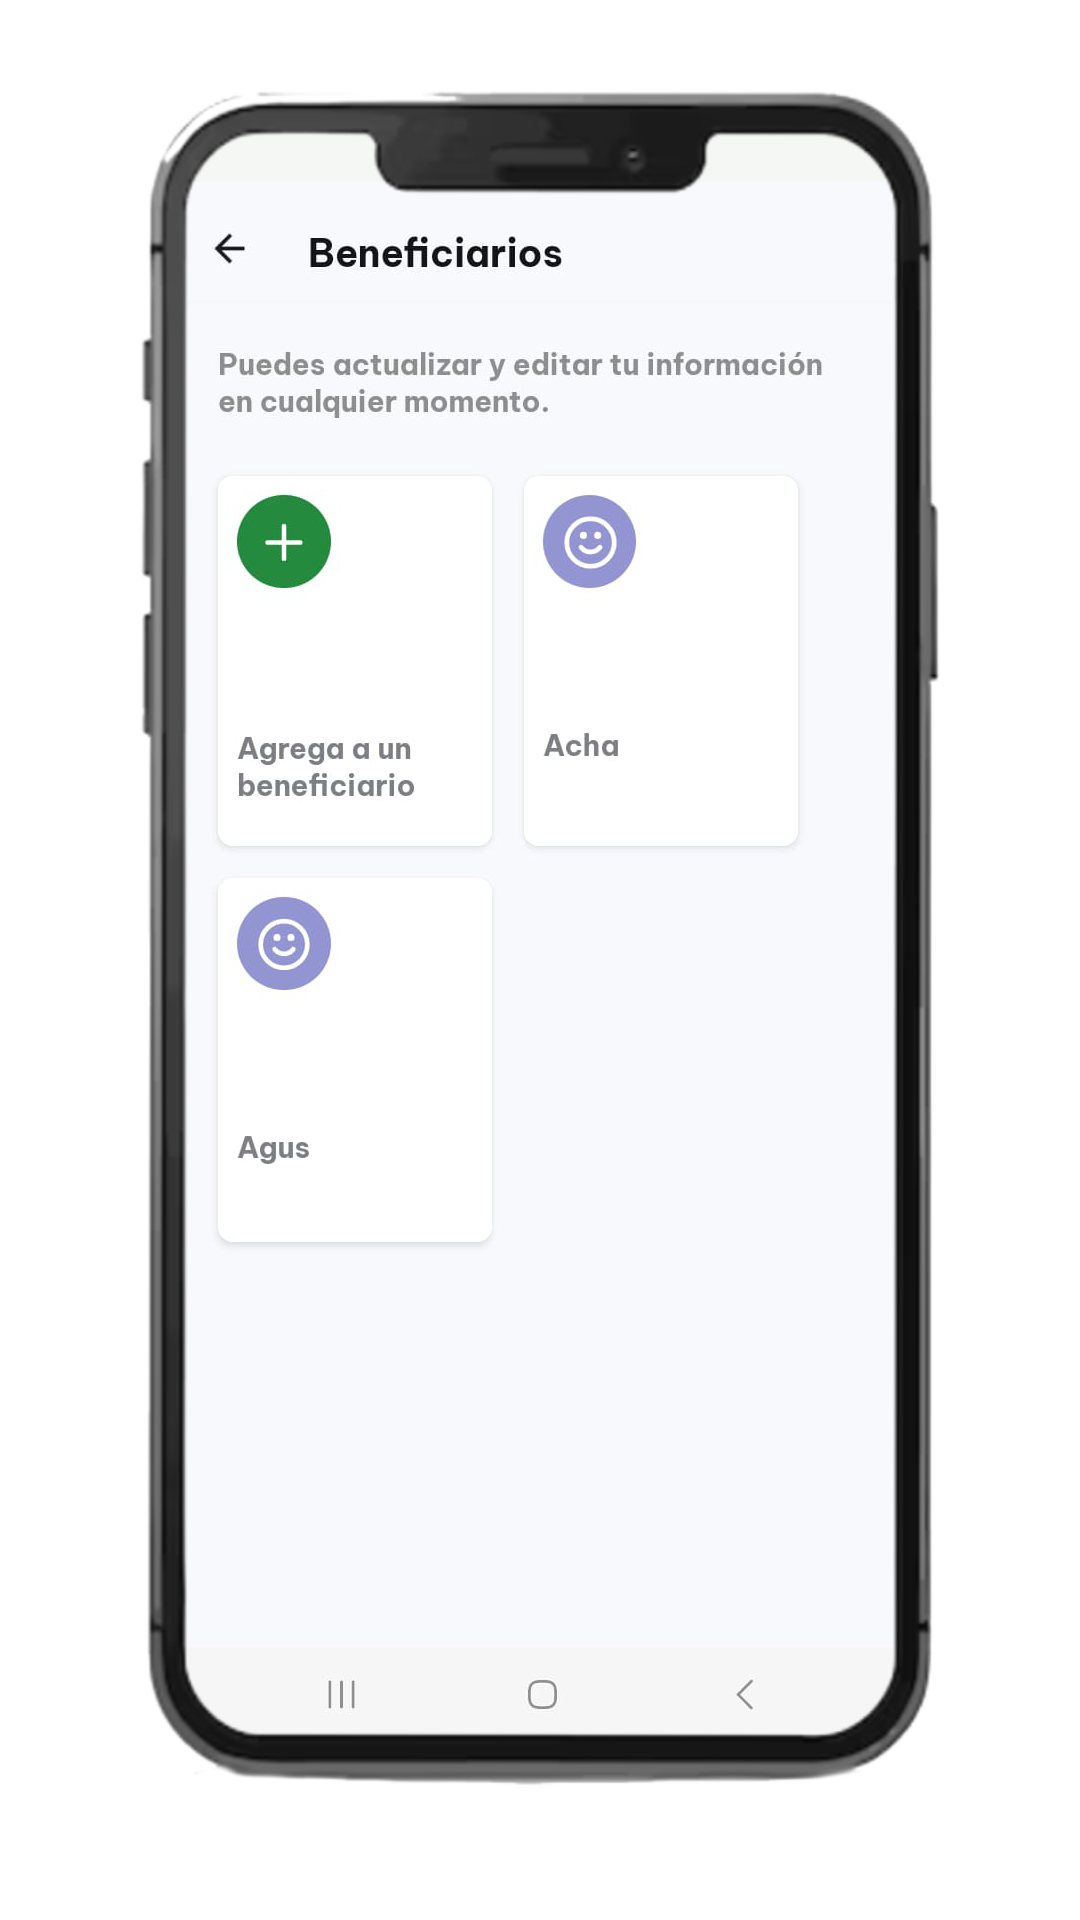 Beneficiarios
Puedes actualizar y editar tu información
en cualquier momento.
Agrega a un
beneficiario
Acha
Agus